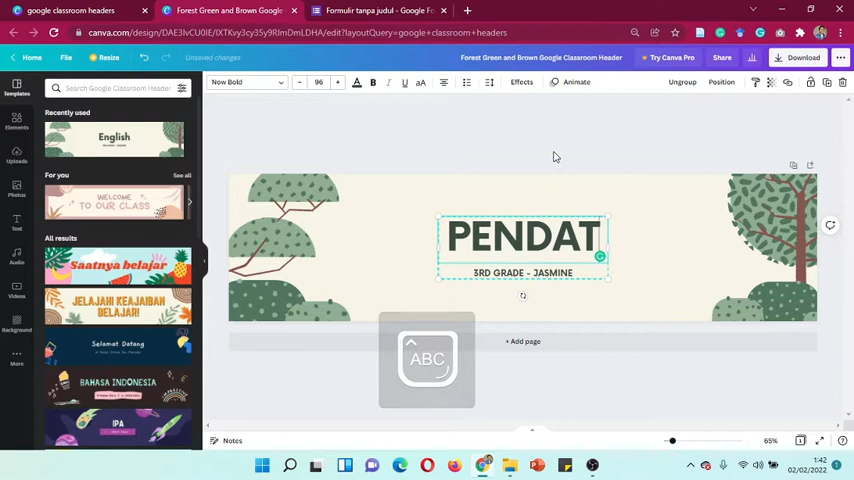 google classroom headers
Forest Green and Brown Google
Formulir tanpa judul - Google Fo
canva.com/design/DAE3lvCU0lE/IXTKvy3cy35y9RImDmLDHA/edit?layoutQuery=google+classroom+headers
Home
File
Resize
Unsaved changes
Forest Green and Brown Google Classroom Header
Try Canva Pro
Share
Download
Templates
Elements
Uploads
Photos
Text
Videos
Audio
Background
More
Search Google Classroom Header
Recently used
English
For you
See all
WELCOME
TO OUR CLASS
All results
Saatnya belajar
JELAJAHI KEAJAIBAN
BELAJAR!
Selamat Datang
BAHASA INDONESIA
IPA
Now Bold
- 96 +
A B I U aA
Effects
Animate
Ungroup
Position
PENDAT
3RD GRADE - JASMINE
+ Add page
ABC
Notes
65%
1
1:42
02/02/2022